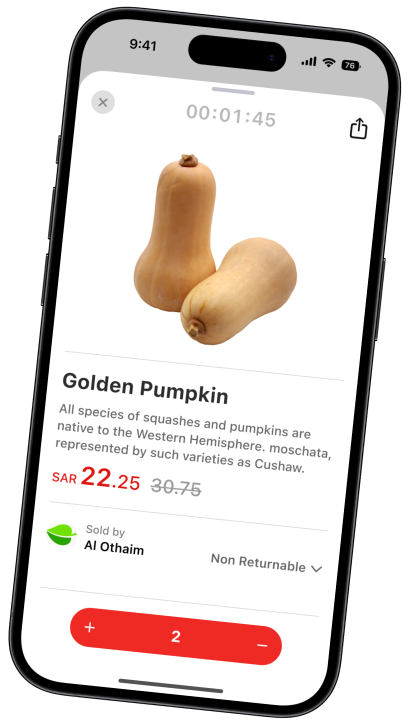 9:41
76
00:01:45
Golden Pumpkin
All species of squashes and pumpkins are
native to the Western Hemisphere. moschata,
represented by such varieties as Cushaw.
SAR 22.25 30.75
Sold by
Al Othaim
Non Returnable
+ 2 −